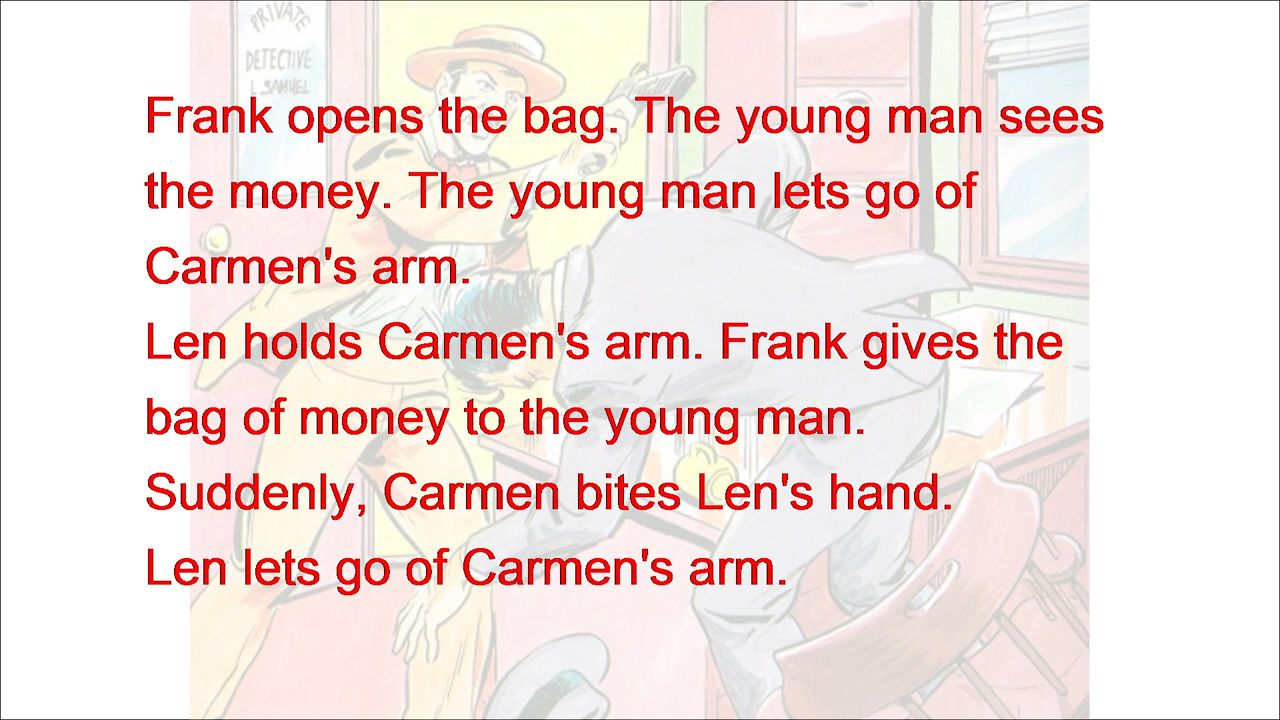 PRIVATE
DETECTIVE
L. SAMUEL
Frank opens the bag. The young man sees
the money. The young man lets go of
Carmen's arm.
Len holds Carmen's arm. Frank gives the
bag of money to the young man.
Suddenly, Carmen bites Len's hand.
Len lets go of Carmen's arm.